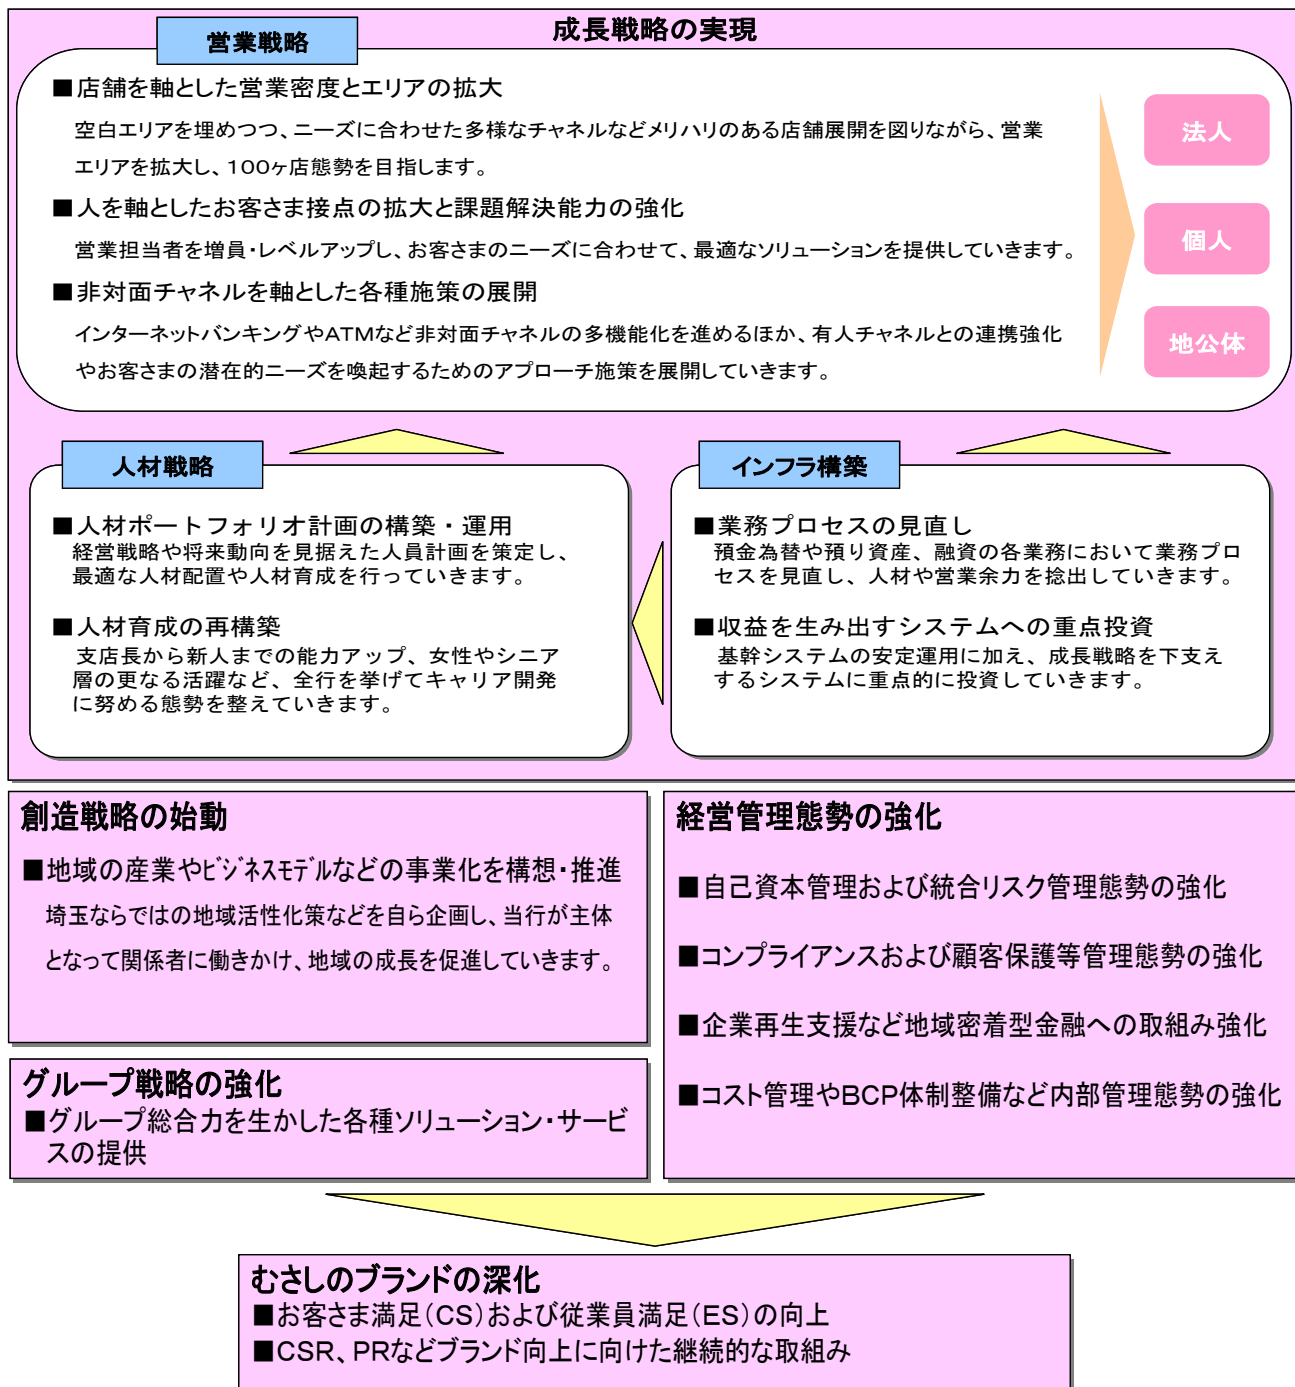 成長戦略の実現
営業戦略
■店舗を軸とした営業密度とエリアの拡大
空白エリアを埋めつつ、ニーズに合わせた多様なチャネルなどメリハリのある店舗展開を図りながら、営業
エリアを拡大し、100ヶ店態勢を目指します。
■人を軸としたお客さま接点の拡大と課題解決能力の強化
営業担当者を増員・レベルアップし、お客さまのニーズに合わせて、最適なソリューションを提供していきます。
■非対面チャネルを軸とした各種施策の展開
インターネットバンキングやATMなど非対面チャネルの多機能化を進めるほか、有人チャネルとの連携強化
やお客さまの潜在的ニーズを喚起するためのアプローチ施策を展開していきます。
法人
個人
地公体
人材戦略
■人材ポートフォリオ計画の構築・運用
経営戦略や将来動向を見据えた人員計画を策定し、
最適な人材配置や人材育成を行っていきます。
■人材育成の再構築
支店長から新人までの能力アップ、女性やシニア
層の更なる活躍など、全行を挙げてキャリア開発
に努める態勢を整えていきます。
インフラ構築
■業務プロセスの見直し
預金為替や預り資産、融資の各業務において業務プロ
セスを見直し、人材や営業余力を捻出していきます。
■収益を生み出すシステムへの重点投資
基幹システムの安定運用に加え、成長戦略を下支え
するシステムに重点的に投資していきます。
創造戦略の始動
■地域の産業やﾋﾞｼﾞﾈｽﾓﾃﾞﾙなどの事業化を構想・推進
埼玉ならではの地域活性化策などを自ら企画し、当行が主体
となって関係者に働きかけ、地域の成長を促進していきます。
グループ戦略の強化
■グループ総合力を生かした各種ソリューション・サービ
スの提供
経営管理態勢の強化
■自己資本管理および統合リスク管理態勢の強化
■コンプライアンスおよび顧客保護等管理態勢の強化
■企業再生支援など地域密着型金融への取組み強化
■コスト管理やBCP体制整備など内部管理態勢の強化
むさしのブランドの深化
■お客さま満足(CS)および従業員満足(ES)の向上
■CSR、PRなどブランド向上に向けた継続的な取組み